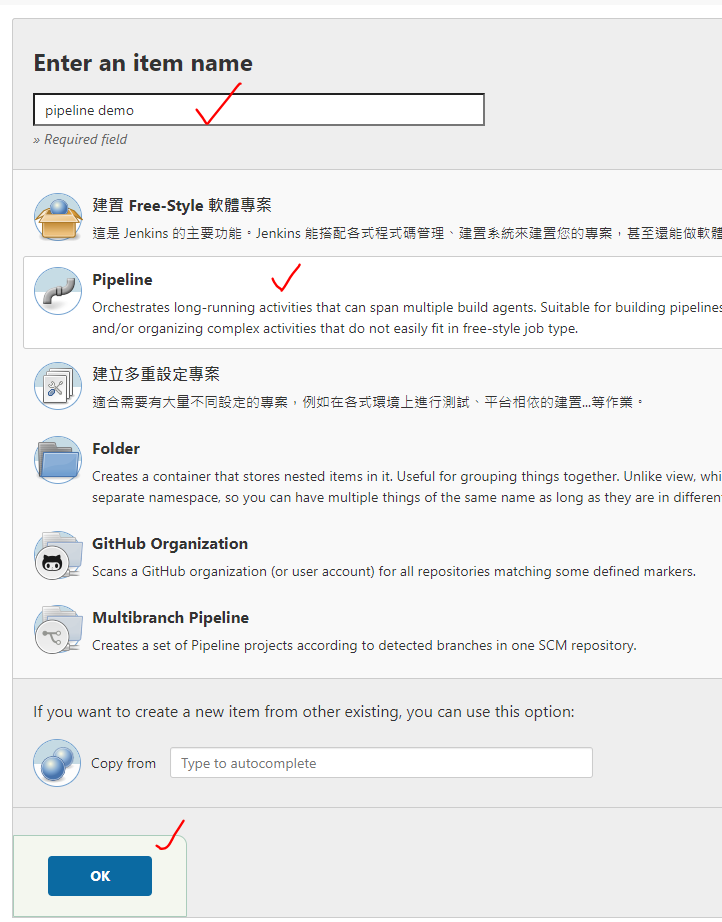 Enter an item name
pipeline demo
» Required field
建置 Free-Style 軟體專案
這是 Jenkins 的主要功能。Jenkins 能搭配各式程式碼管理、建置系統來建置您的專案，甚至還能做軟體
Pipeline
Orchestrates long-running activities that can span multiple build agents. Suitable for building pipelines
and/or organizing complex activities that do not easily fit in free-style job type.
建立多重設定專案
適合需要有大量不同設定的專案，例如在各式環境上進行測試、平台相依的建置...等作業。
Folder
Creates a container that stores nested items in it. Useful for grouping things together. Unlike view, whi
separate namespace, so you can have multiple things of the same name as long as they are in differen
GitHub Organization
Scans a GitHub organization (or user account) for all repositories matching some defined markers.
Multibranch Pipeline
Creates a set of Pipeline projects according to detected branches in one SCM repository.
If you want to create a new item from other existing, you can use this option:
Copy from
Type to autocomplete
OK